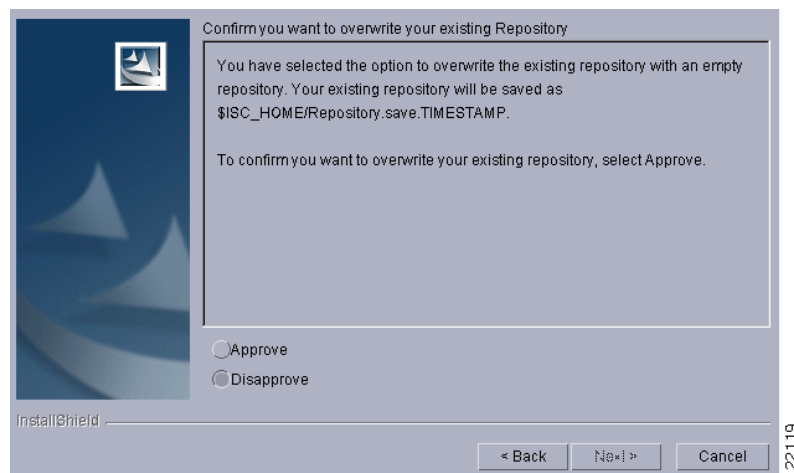 Confirm you want to overwrite your existing Repository
You have selected the option to overwrite the existing repository with an empty
repository. Your existing repository will be saved as
$ISC_HOME/Repository.save.TIMESTAMP.
To confirm you want to overwrite your existing repository, select Approve.
Approve
Disapprove
InstallShield
< Back
Next >
Cancel
22119